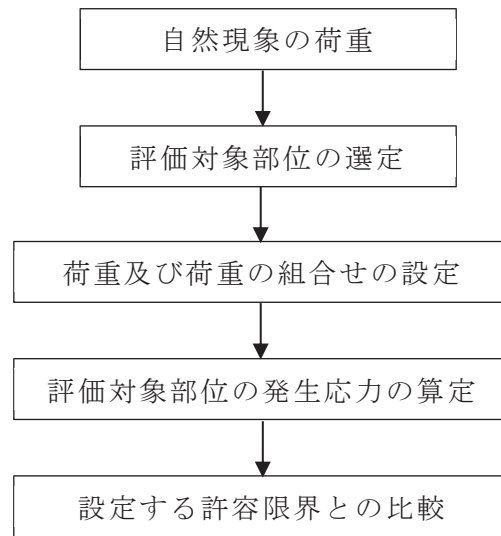 自然現象の荷重
評価対象部位の選定
荷重及び荷重の組合せの設定
評価対象部位の発生応力の算定
設定する許容限界との比較